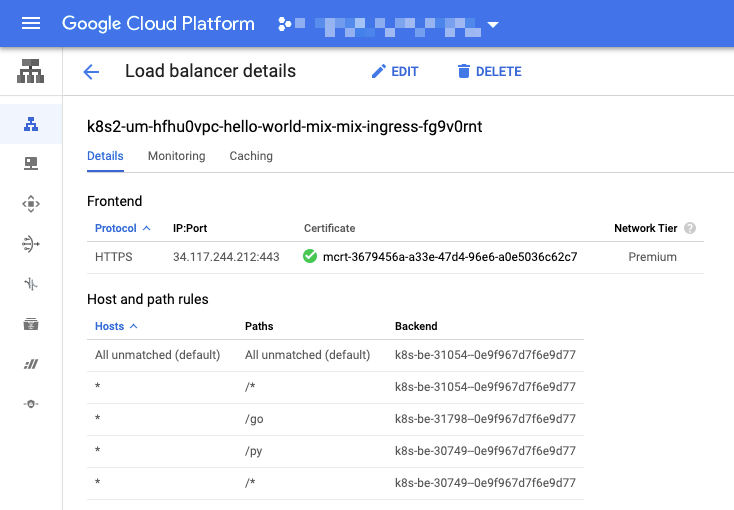 Google Cloud Platform
Load balancer details
EDIT
DELETE
k8s2-um-hfhu0vpc-hello-world-mix-mix-ingress-fg9v0rnt
Details Monitoring Caching
Frontend
Protocol IP:Port Certificate Network Tier ?
HTTPS 34.117.244.212:443 mcrt-3679456a-a33e-47d4-96e6-a0e5036c62c7 Premium
Host and path rules
Hosts Paths Backend
All unmatched (default) All unmatched (default) k8s-be-31054--0e9f967d7f6e9d77
* /* k8s-be-31054--0e9f967d7f6e9d77
* /go k8s-be-31798--0e9f967d7f6e9d77
* /py k8s-be-30749--0e9f967d7f6e9d77
* /* k8s-be-30749--0e9f967d7f6e9d77